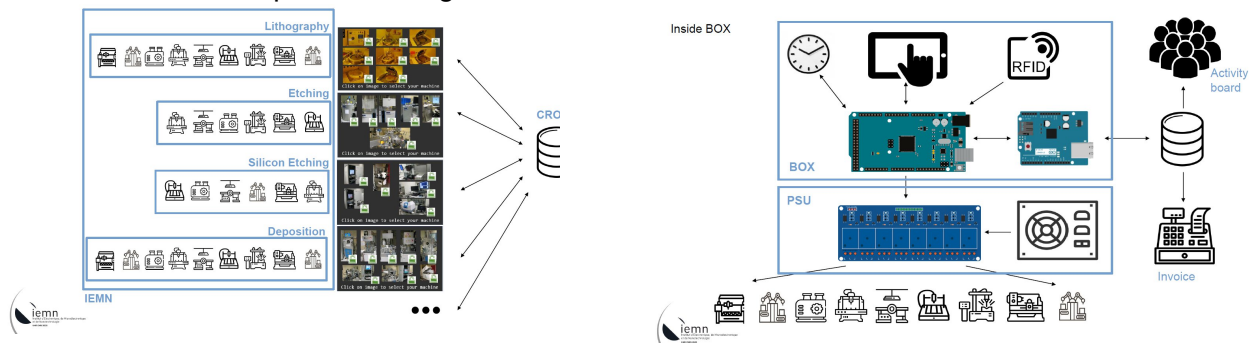 Lithography
Click on image to select your machine
Etching
Click on image to select your machine
CRO
Silicon Etching
Click on image to select your machine
Deposition
Click on image to select your machine
IEMN
iemn
Inside BOX
RFID
Activity
board
BOX
PSU
Invoice
iemn